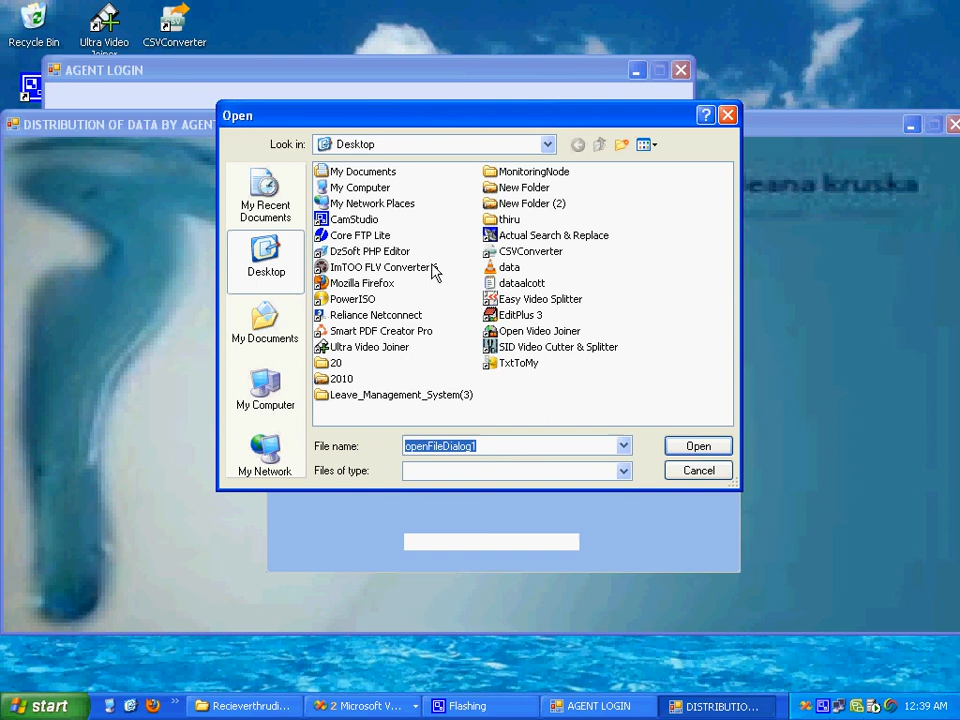 Recycle Bin
Ultra Video
Joiner
CSVConverter
AGENT LOGIN
DISTRIBUTION OF DATA BY AGEN
Open
Look in:
Desktop
My Recent
Documents
Desktop
My Documents
My Computer
My Network
My Documents
My Computer
My Network Places
CamStudio
Core FTP Lite
DzSoft PHP Editor
ImTOO FLV Converter
Mozilla Firefox
PowerISO
Reliance Netconnect
Smart PDF Creator Pro
Ultra Video Joiner
20
2010
Leave_Management_System(3)
MonitoringNode
New Folder
New Folder (2)
thiru
Actual Search & Replace
CSVConverter
data
dataalcott
Easy Video Splitter
EditPlus 3
Open Video Joiner
SID Video Cutter & Splitter
TxtToMy
File name:
openFileDialog1
Open
Files of type:
Cancel
start
Recieverthrudi...
2 Microsoft V...
Flashing
AGENT LOGIN
DISTRIBUTIO...
12:39 AM